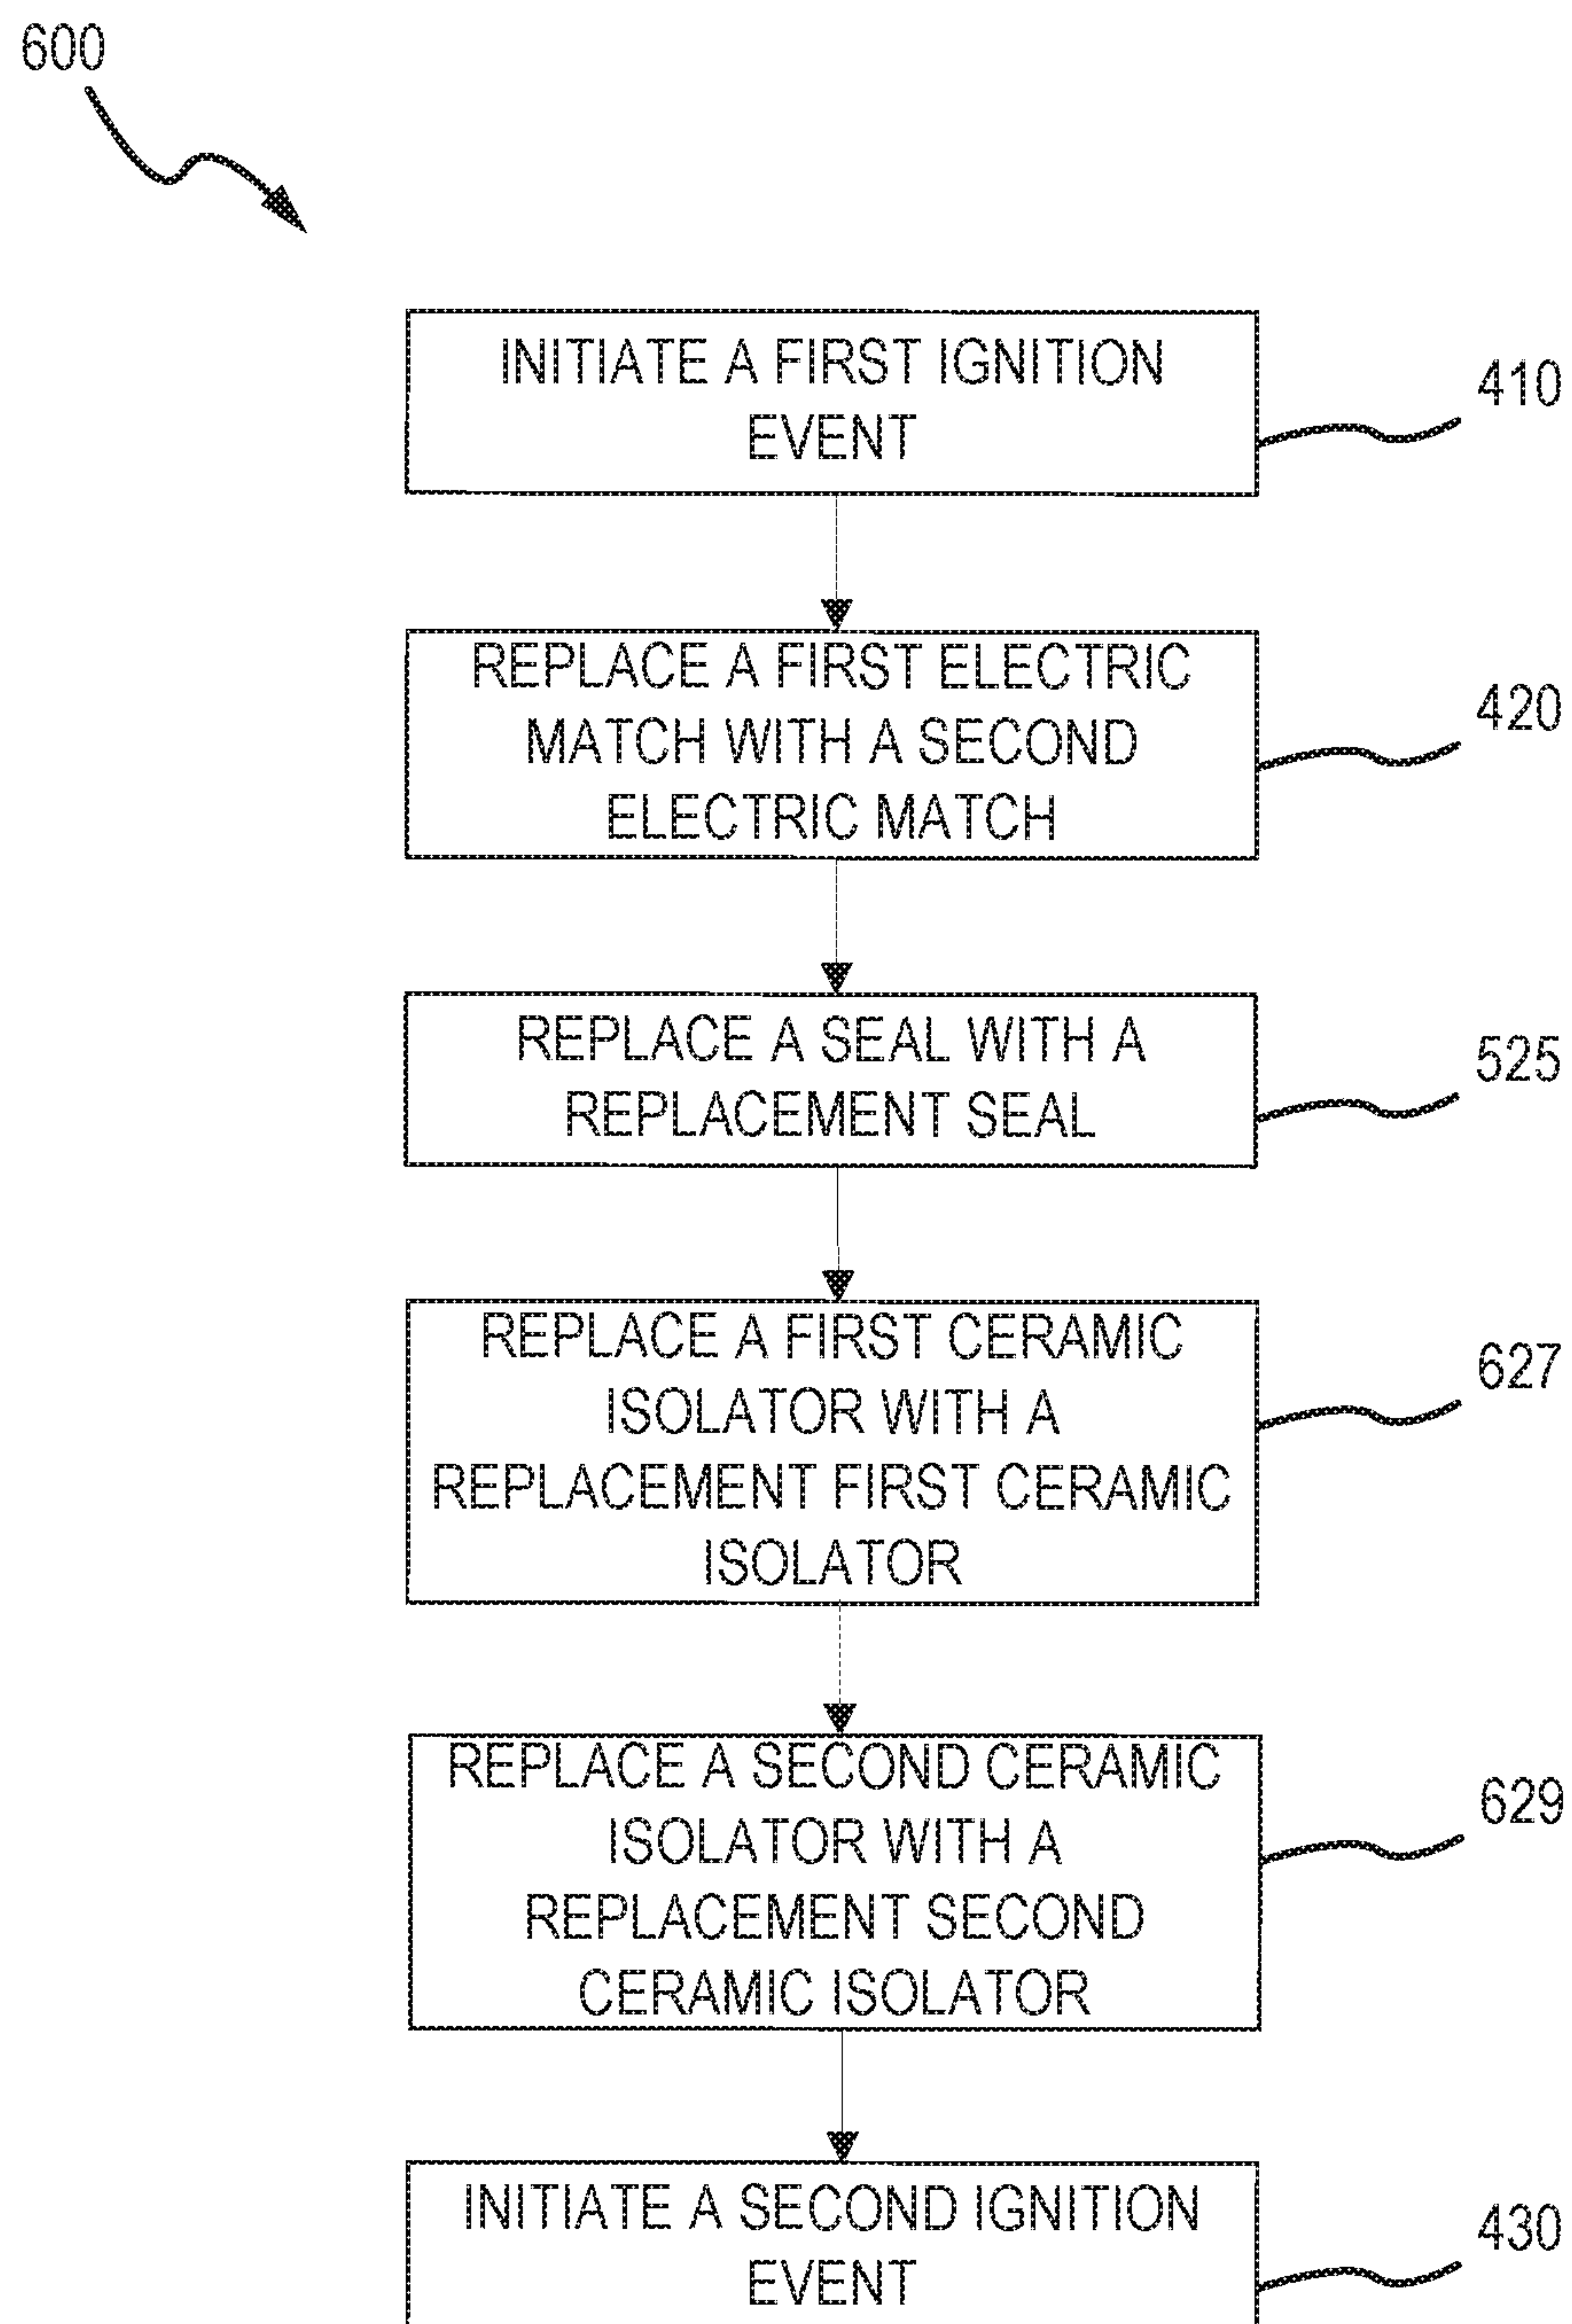 600
INITIATE A FIRST IGNITION
EVENT
410
REPLACE A FIRST ELECTRIC
MATCH WITH A SECOND
ELECTRIC MATCH
420
REPLACE A SEAL WITH A
REPLACEMENT SEAL
525
REPLACE A FIRST CERAMIC
ISOLATOR WITH A
REPLACEMENT FIRST CERAMIC
ISOLATOR
627
REPLACE A SECOND CERAMIC
ISOLATOR WITH A
REPLACEMENT SECOND
CERAMIC ISOLATOR
629
INITIATE A SECOND IGNITION
EVENT
430